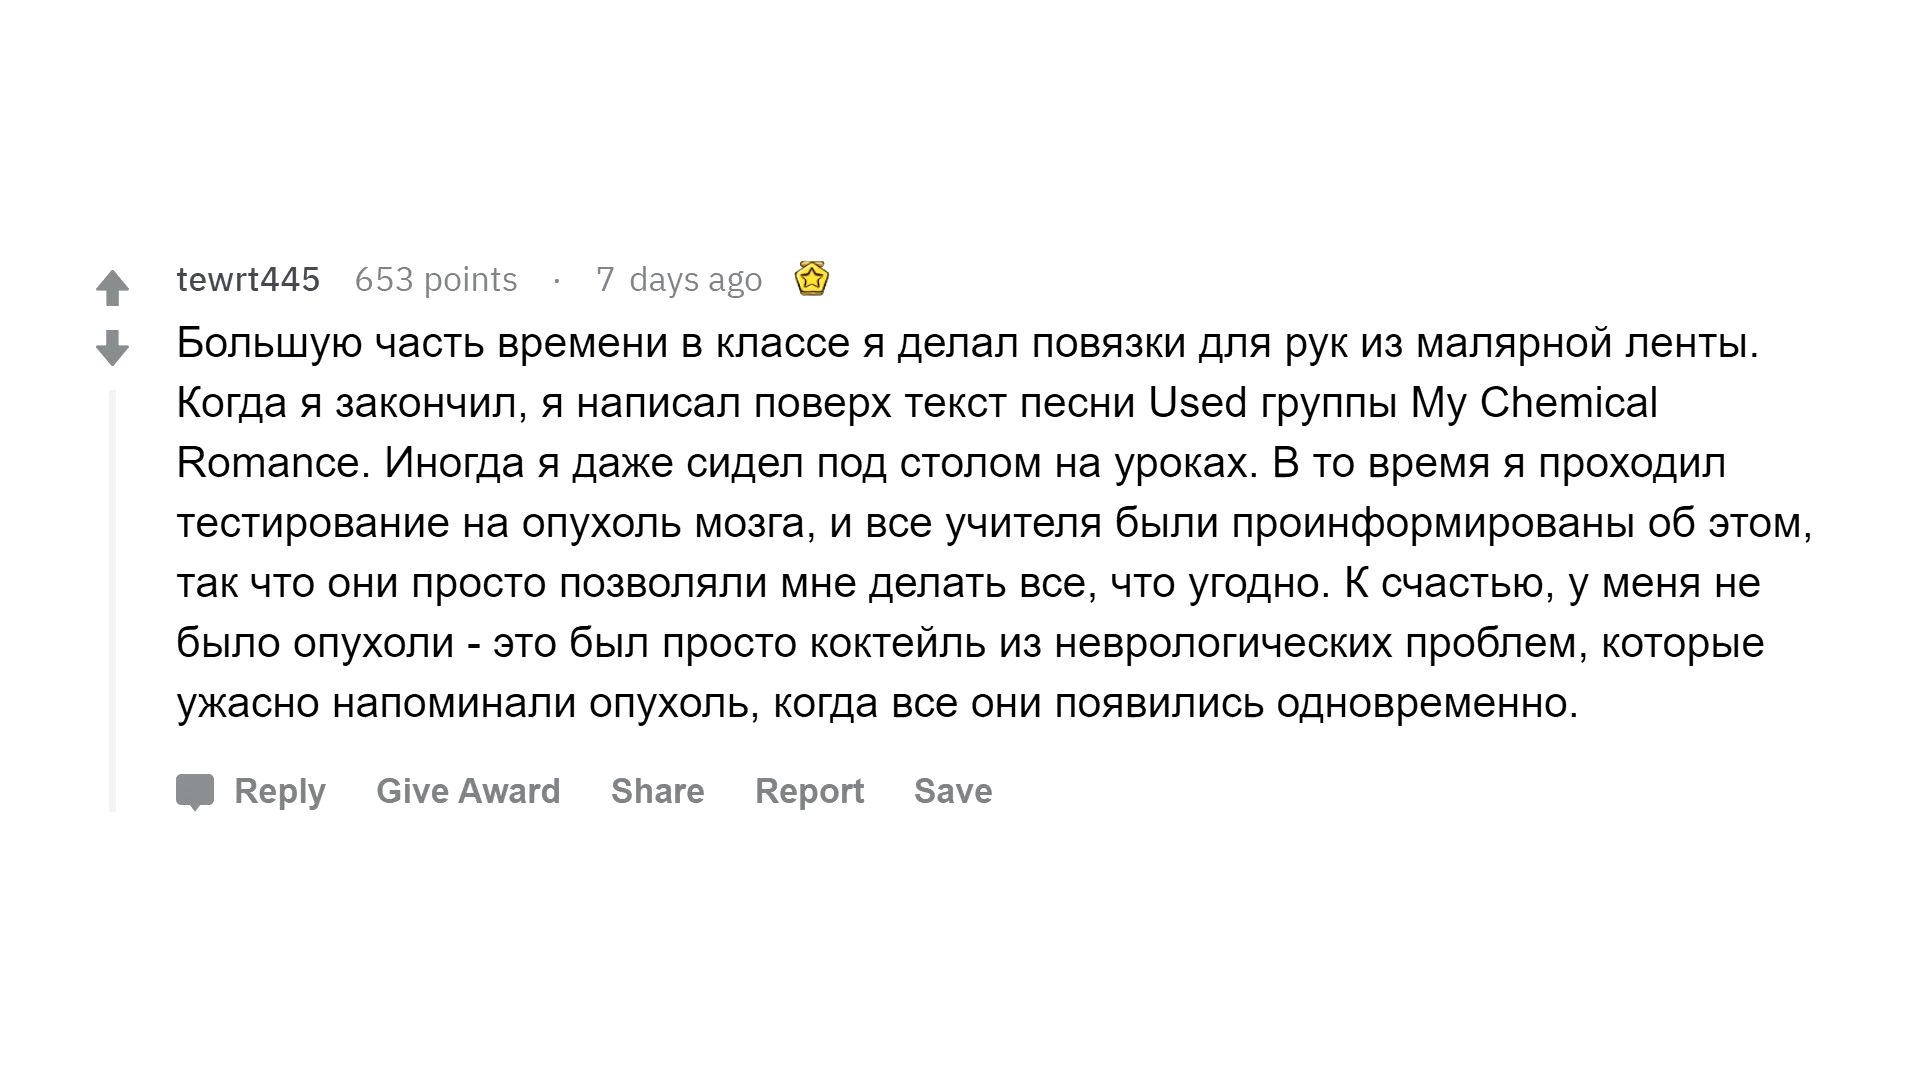 tewrt445 653 points · 7 days ago
Большую часть времени в классе я делал повязки для рук из малярной ленты.
Когда я закончил, я написал поверх текст песни Used группы My Chemical
Romance. Иногда я даже сидел под столом на уроках. В то время я проходил
тестирование на опухоль мозга, и все учителя были проинформированы об этом,
так что они просто позволяли мне делать все, что угодно. К счастью, у меня не
было опухоли - это был просто коктейль из неврологических проблем, которые
ужасно напоминали опухоль, когда все они появились одновременно.
Reply Give Award Share Report Save